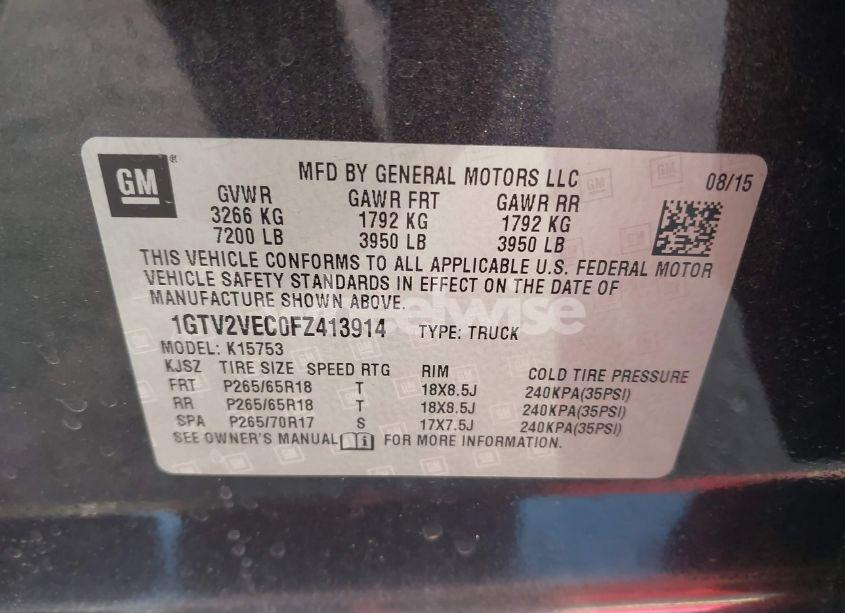 GM
MFD BY GENERAL MOTORS LLC 08/15
GVWR GAWR FRT GAWR RR
3266 KG 1792 KG 1792 KG
7200 LB 3950 LB 3950 LB
THIS VEHICLE CONFORMS TO ALL APPLICABLE U.S. FEDERAL MOTOR
VEHICLE SAFETY STANDARDS IN EFFECT ON THE DATE OF
MANUFACTURE SHOWN ABOVE.
1GTV2VEC0FZ413914 TYPE: TRUCK
MODEL: K15753
KJSZ TIRE SIZE SPEED RTG RIM COLD TIRE PRESSURE
FRT P265/65R18 T 18X8.5J 240KPA(35PSI)
RR P265/65R18 T 18X8.5J 240KPA(35PSI)
SPA P265/70R17 S 17X7.5J 240KPA(35PSI)
SEE OWNER'S MANUAL FOR MORE INFORMATION.